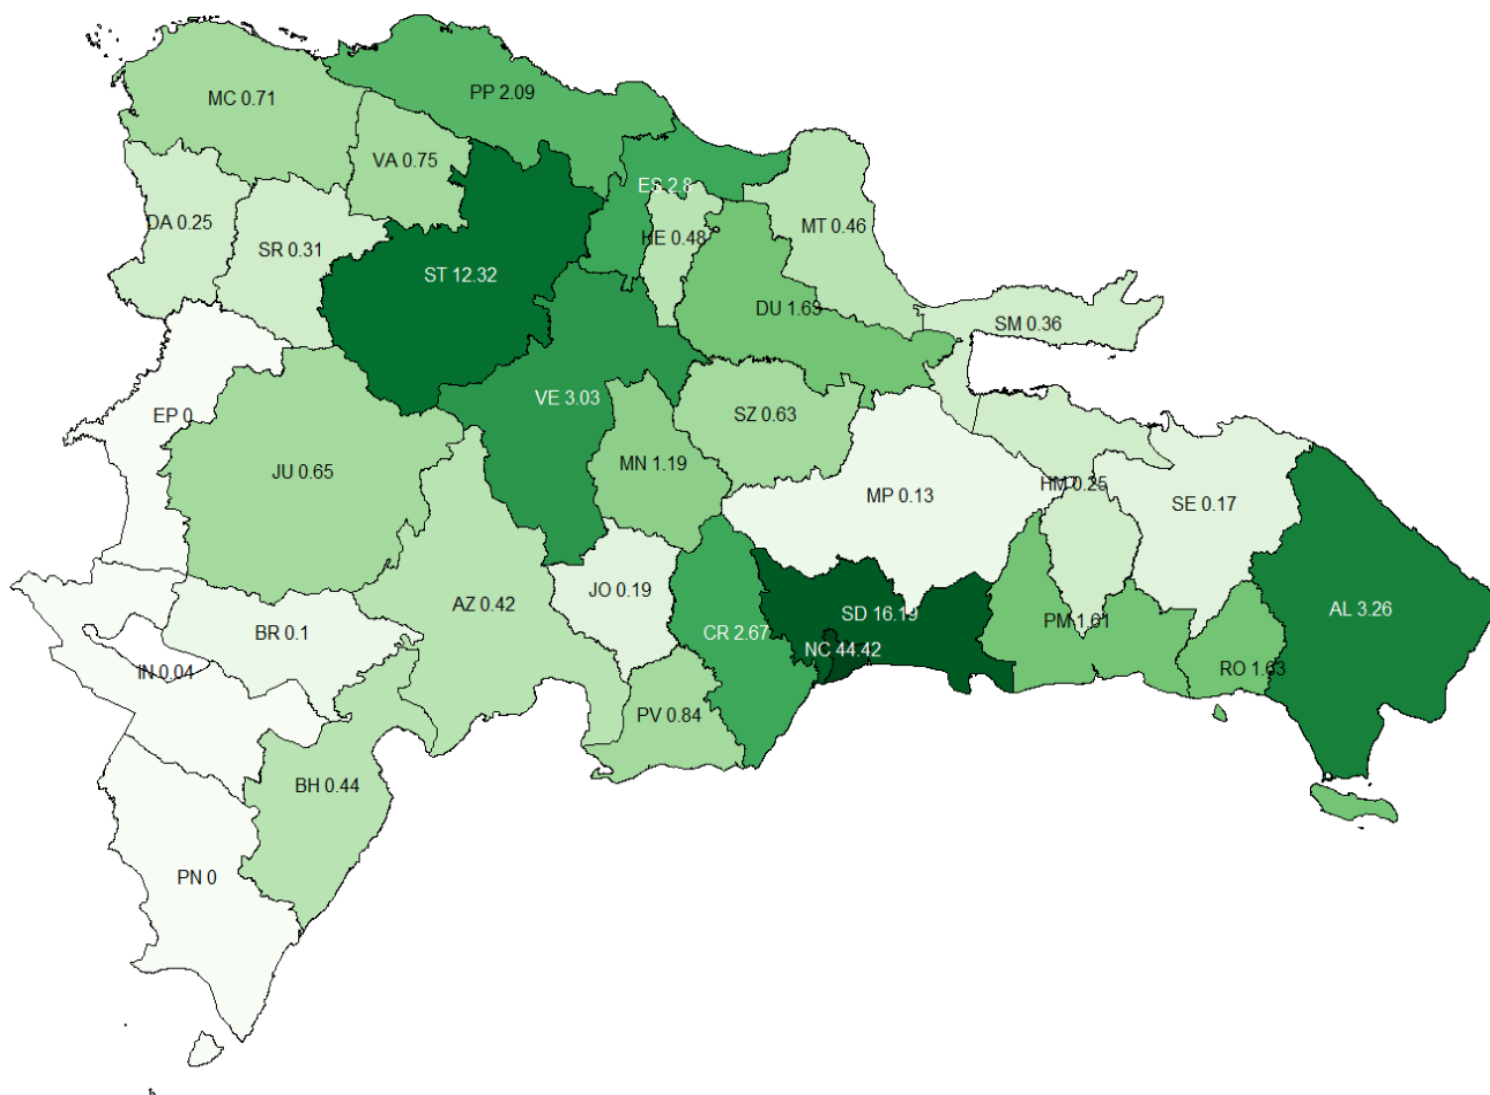 PP 2.09
MC 0.71
VA 0.75
ES 2.8
DA 0.25
SR 0.31
HE 0.48
MT 0.46
ST 12.32
DU 1.69
SM 0.36
VE 3.03
EP 0
SZ 0.63
JU 0.65
MN 1.19
MP 0.13
HM 0.25
SE 0.17
AZ 0.42
JO 0.19
SD 16.19
AL 3.26
BR 0.1
CR 2.67
PM 1.61
NC 44.42
IN 0.04
RO 1.63
PV 0.84
BH 0.44
PN 0